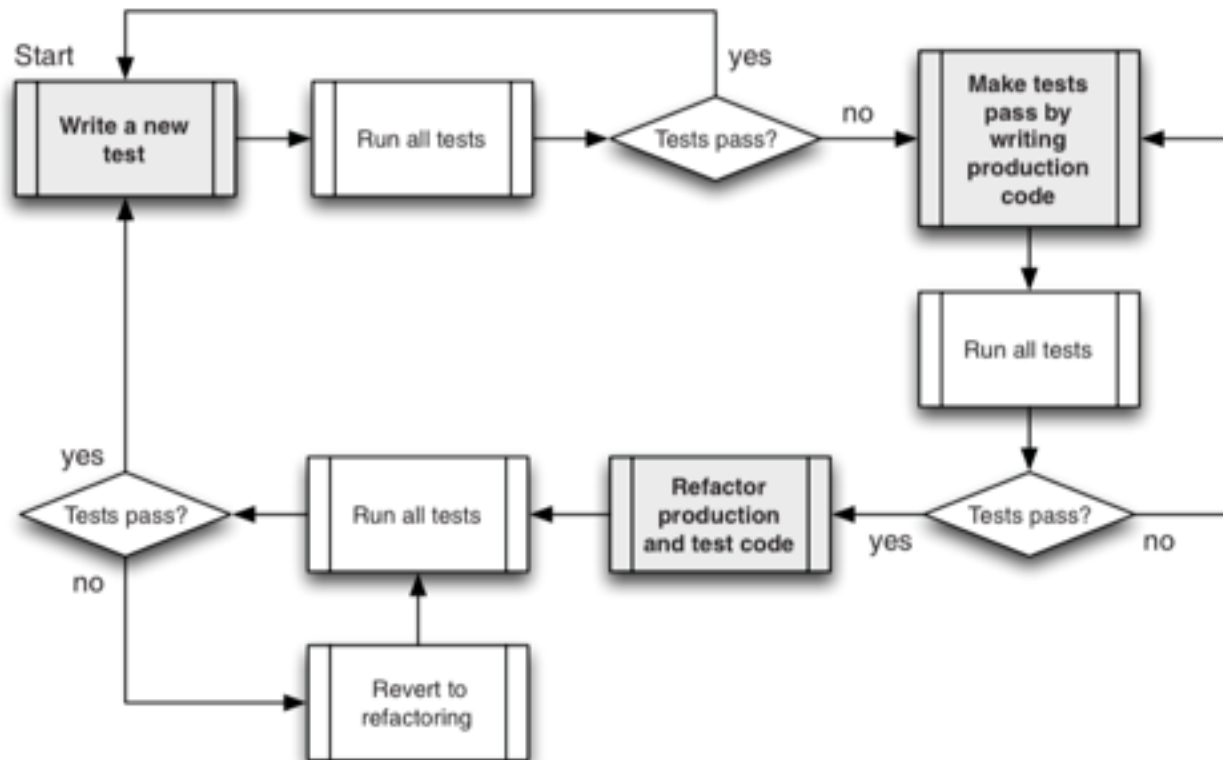 Start
yes
Write a new
test
Run all tests
Tests pass?
no
Make tests
pass by
writing
production
code
Run all tests
yes
Tests pass?
no
Run all tests
Refactor
production
and test code
yes
Tests pass?
no
Revert to
refactoring